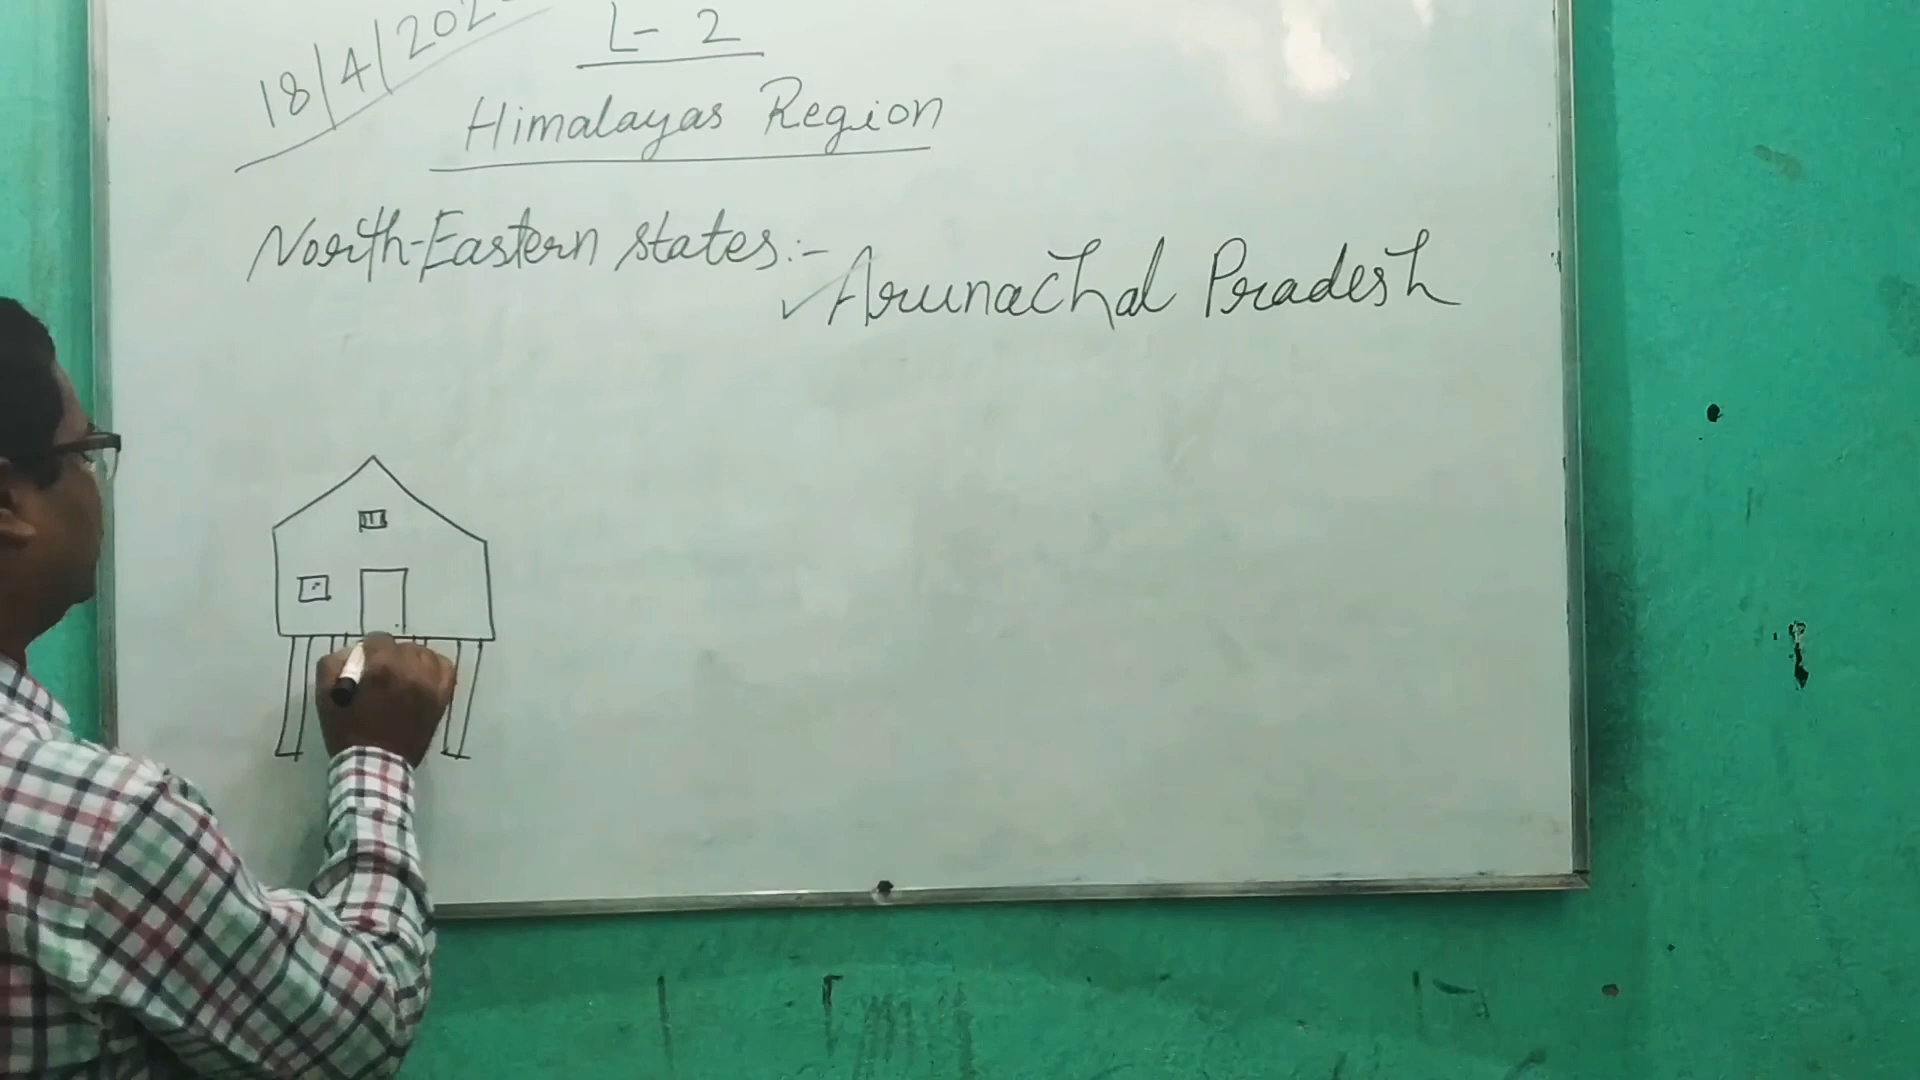 18/4/202
L- 2
Himalayas Region
North-Eastern states:-
✓Arunachal Pradesh